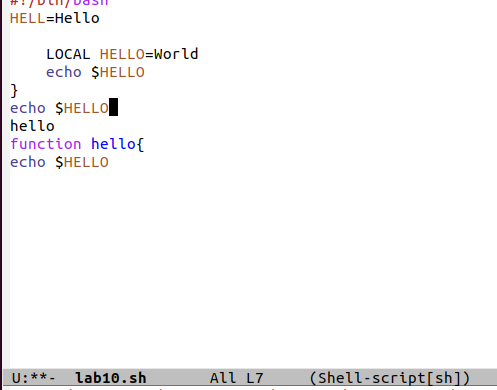 #!/bin/bash
HELL=Hello
LOCAL HELLO=World
echo $HELLO
}
echo $HELLO
hello
function hello{
echo $HELLO
U:**- lab10.sh All L7 (Shell-script[sh])